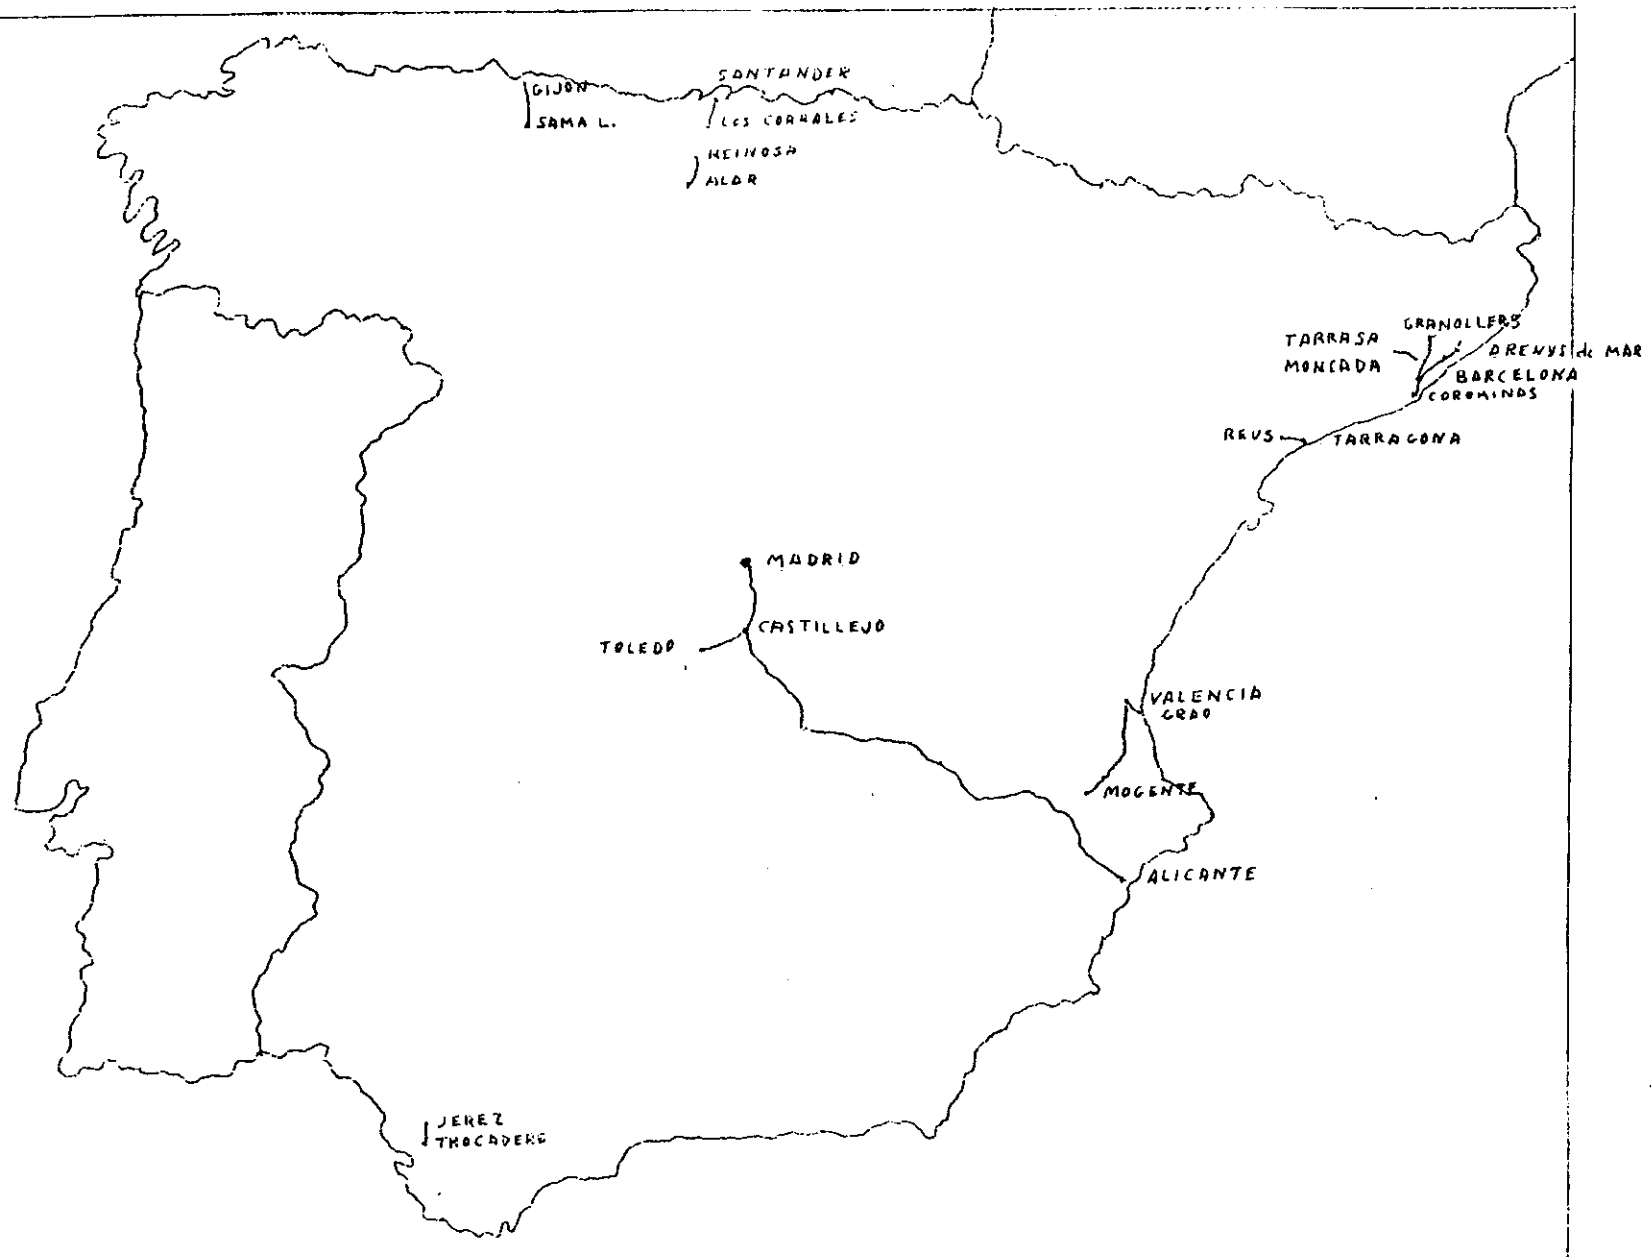 SANTANDER
GIJON
SAMA L.
LOS CORRALES
REINOSA
ALAR
GRANOLLERS
TARRASA
MONCADA
ARENYS de MAR
BARCELONA
COROMINAS
REUS
TARRAGONA
MADRID
CASTILLEJO
TOLEDO
VALENCIA
GRAO
MOGENTE
ALICANTE
JEREZ
TROCADERO